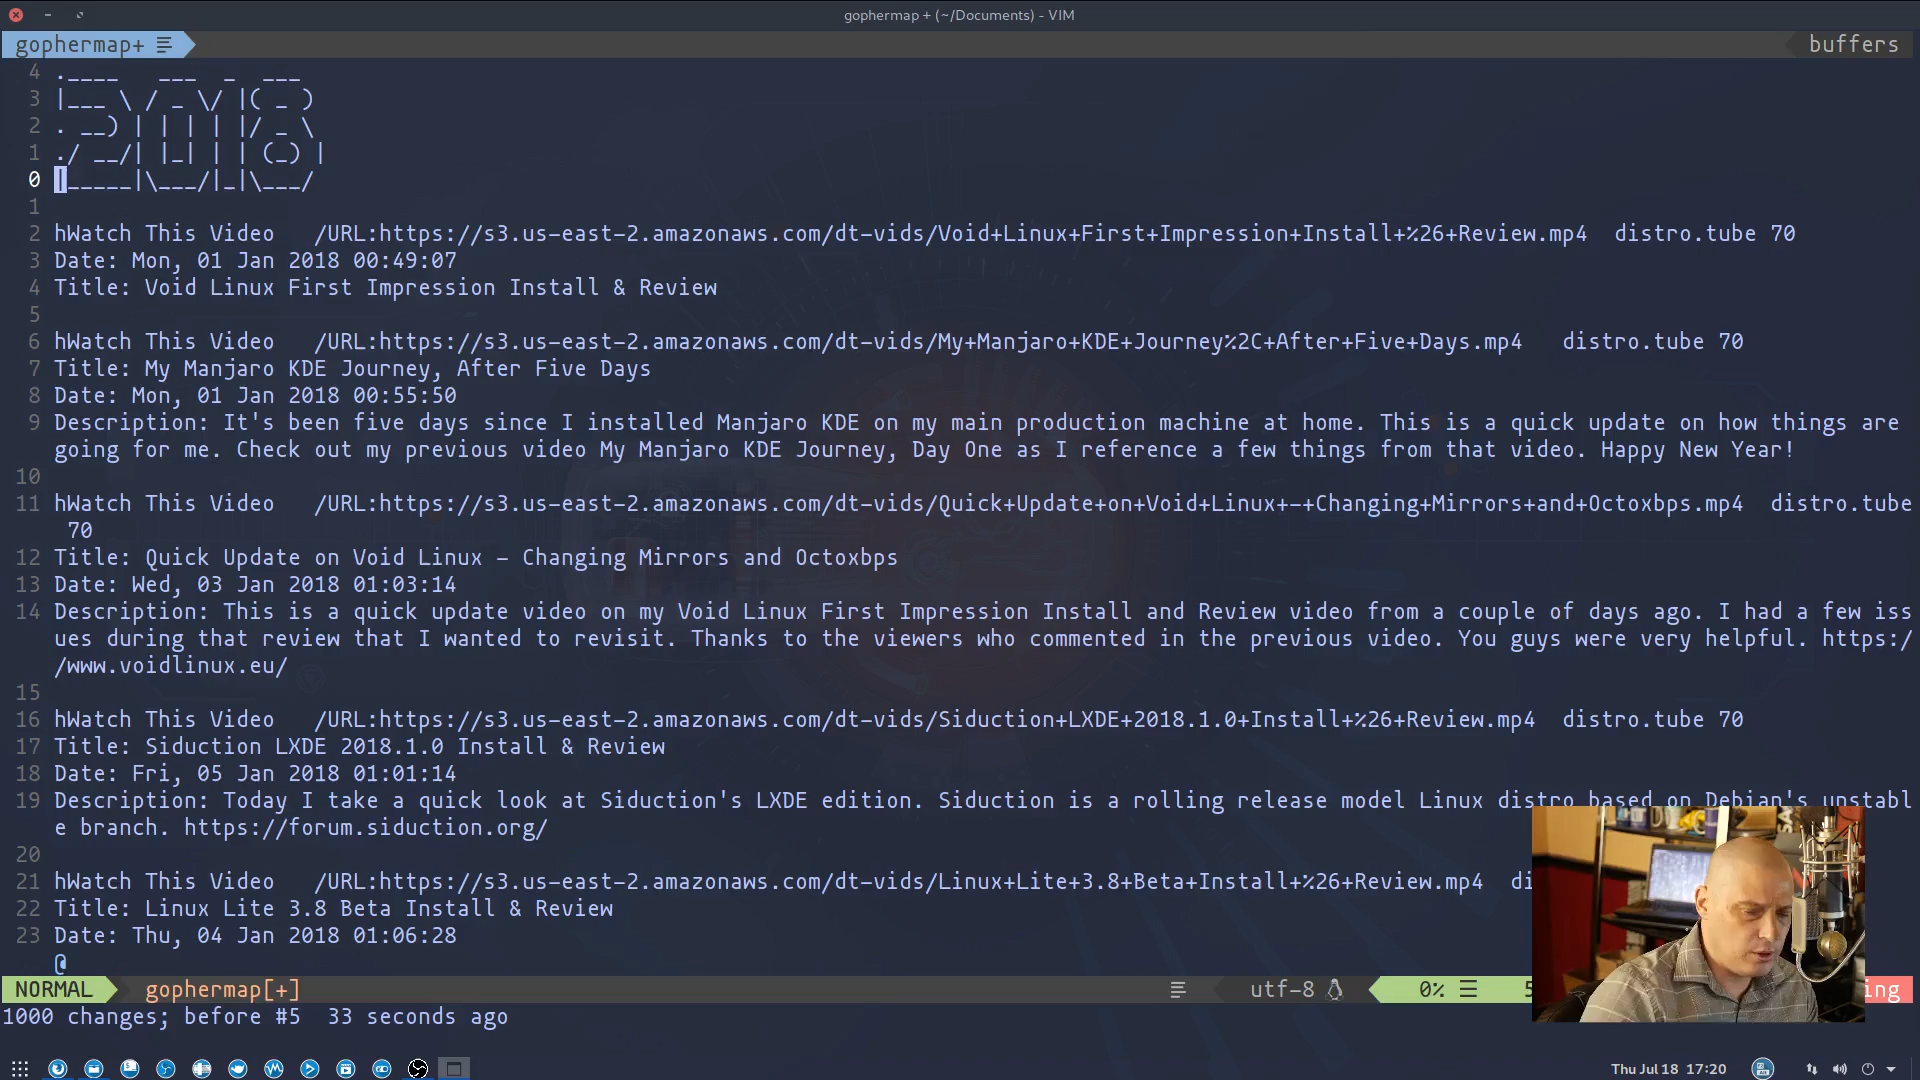 gophermap + (~/Documents) - VIM
gophermap+
buffers
4 .____   ___  _  ___
3 |___ \ / _ \/ |( _ )
2 . __) | | | | |/ _ \
1 ./ __/| |_| | | (_) |
0 |_____|\___/|_|\___/
1
2 hWatch This Video /URL:https://s3.us-east-2.amazonaws.com/dt-vids/Void+Linux+First+Impression+Install+%26+Review.mp4 distro.tube 70
3 Date: Mon, 01 Jan 2018 00:49:07
4 Title: Void Linux First Impression Install & Review
5
6 hWatch This Video /URL:https://s3.us-east-2.amazonaws.com/dt-vids/My+Manjaro+KDE+Journey%2C+After+Five+Days.mp4 distro.tube 70
7 Title: My Manjaro KDE Journey, After Five Days
8 Date: Mon, 01 Jan 2018 00:55:50
9 Description: It's been five days since I installed Manjaro KDE on my main production machine at home. This is a quick update on how things are
going for me. Check out my previous video My Manjaro KDE Journey, Day One as I reference a few things from that video. Happy New Year!
10
11 hWatch This Video /URL:https://s3.us-east-2.amazonaws.com/dt-vids/Quick+Update+on+Void+Linux+–+Changing+Mirrors+and+Octoxbps.mp4 distro.tube
70
12 Title: Quick Update on Void Linux – Changing Mirrors and Octoxbps
13 Date: Wed, 03 Jan 2018 01:03:14
14 Description: This is a quick update video on my Void Linux First Impression Install and Review video from a couple of days ago. I had a few iss
ues during that review that I wanted to revisit. Thanks to the viewers who commented in the previous video. You guys were very helpful. https:/
/www.voidlinux.eu/
15
16 hWatch This Video /URL:https://s3.us-east-2.amazonaws.com/dt-vids/Siduction+LXDE+2018.1.0+Install+%26+Review.mp4 distro.tube 70
17 Title: Siduction LXDE 2018.1.0 Install & Review
18 Date: Fri, 05 Jan 2018 01:01:14
19 Description: Today I take a quick look at Siduction's LXDE edition. Siduction is a rolling release model Linux distro based on Debian's unstabl
e branch. https://forum.siduction.org/
20
21 hWatch This Video /URL:https://s3.us-east-2.amazonaws.com/dt-vids/Linux+Lite+3.8+Beta+Install+%26+Review.mp4 di
22 Title: Linux Lite 3.8 Beta Install & Review
23 Date: Thu, 04 Jan 2018 01:06:28
@
NORMAL gophermap[+] utf-8 0% 5 ing
1000 changes; before #5 33 seconds ago
Thu Jul 18 17:20